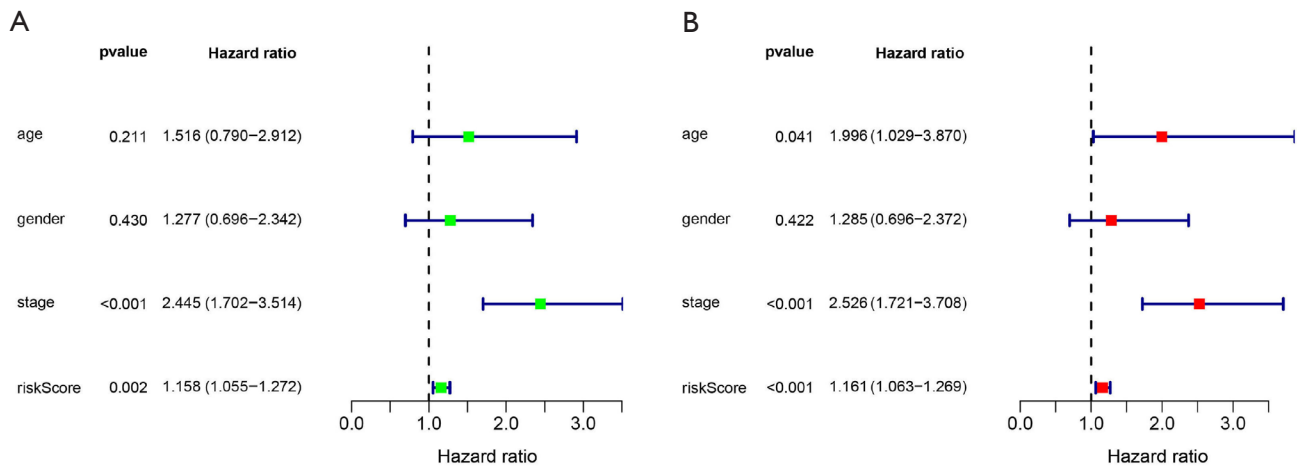 A
pvalue Hazard ratio
age 0.211 1.516 (0.790−2.912)
gender 0.430 1.277 (0.696−2.342)
stage <0.001 2.445 (1.702−3.514)
riskScore 0.002 1.158 (1.055−1.272)
0.0 1.0 2.0 3.0
Hazard ratio
B
pvalue Hazard ratio
age 0.041 1.996 (1.029−3.870)
gender 0.422 1.285 (0.696−2.372)
stage <0.001 2.526 (1.721−3.708)
riskScore <0.001 1.161 (1.063−1.269)
0.0 1.0 2.0 3.0
Hazard ratio